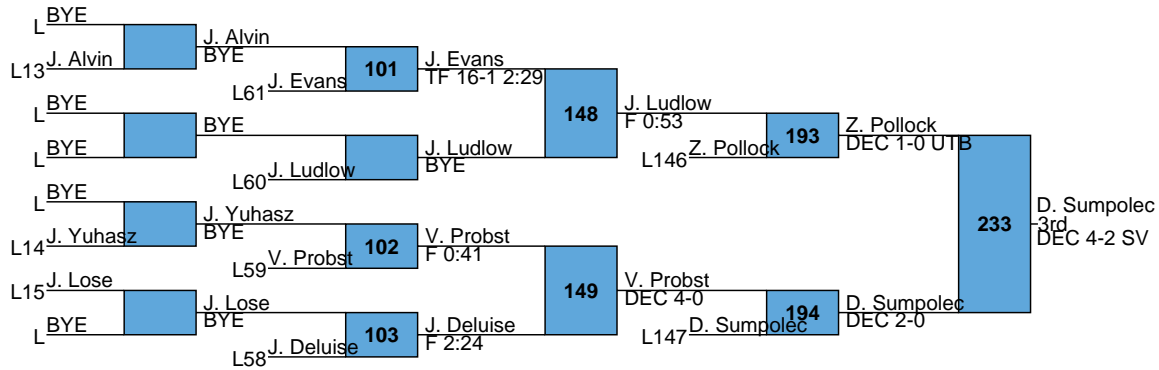 L BYE
L13 J. Alvin
J. Alvin
BYE
101
L61 J. Evans
J. Evans
TF 16-1 2:29
L BYE
L BYE
BYE
L60 J. Ludlow
J. Ludlow
BYE
148
J. Ludlow
F 0:53
L146 Z. Pollock
193
Z. Pollock
DEC 1-0 UTB
L BYE
L14 J. Yuhasz
J. Yuhasz
BYE
102
L59 V. Probst
V. Probst
F 0:41
L15 J. Lose
L BYE
J. Lose
BYE
103
L58 J. Deluise
J. Deluise
F 2:24
149
V. Probst
DEC 4-0
L147 D. Sumpolec
194
D. Sumpolec
DEC 2-0
233
D. Sumpolec
3rd
DEC 4-2 SV